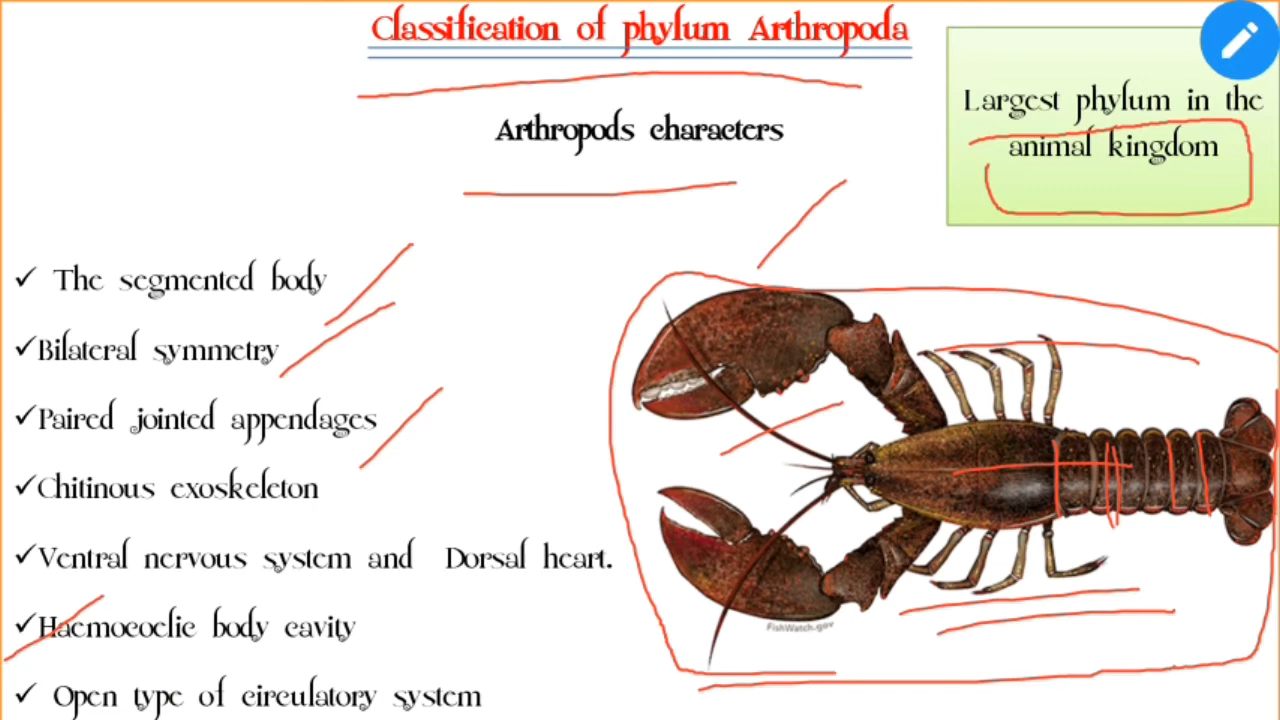 Classification of phylum Arthropoda
Largest phylum in the
animal kingdom
Arthropods characters
✓ The segmented body
✓Bilateral symmetry
✓Paired jointed appendages
✓Chitinous exoskeleton
✓Ventral nervous system and Dorsal heart.
✓Haemocoelic body cavity
✓ Open type of circulatory system
FishWatch.gov